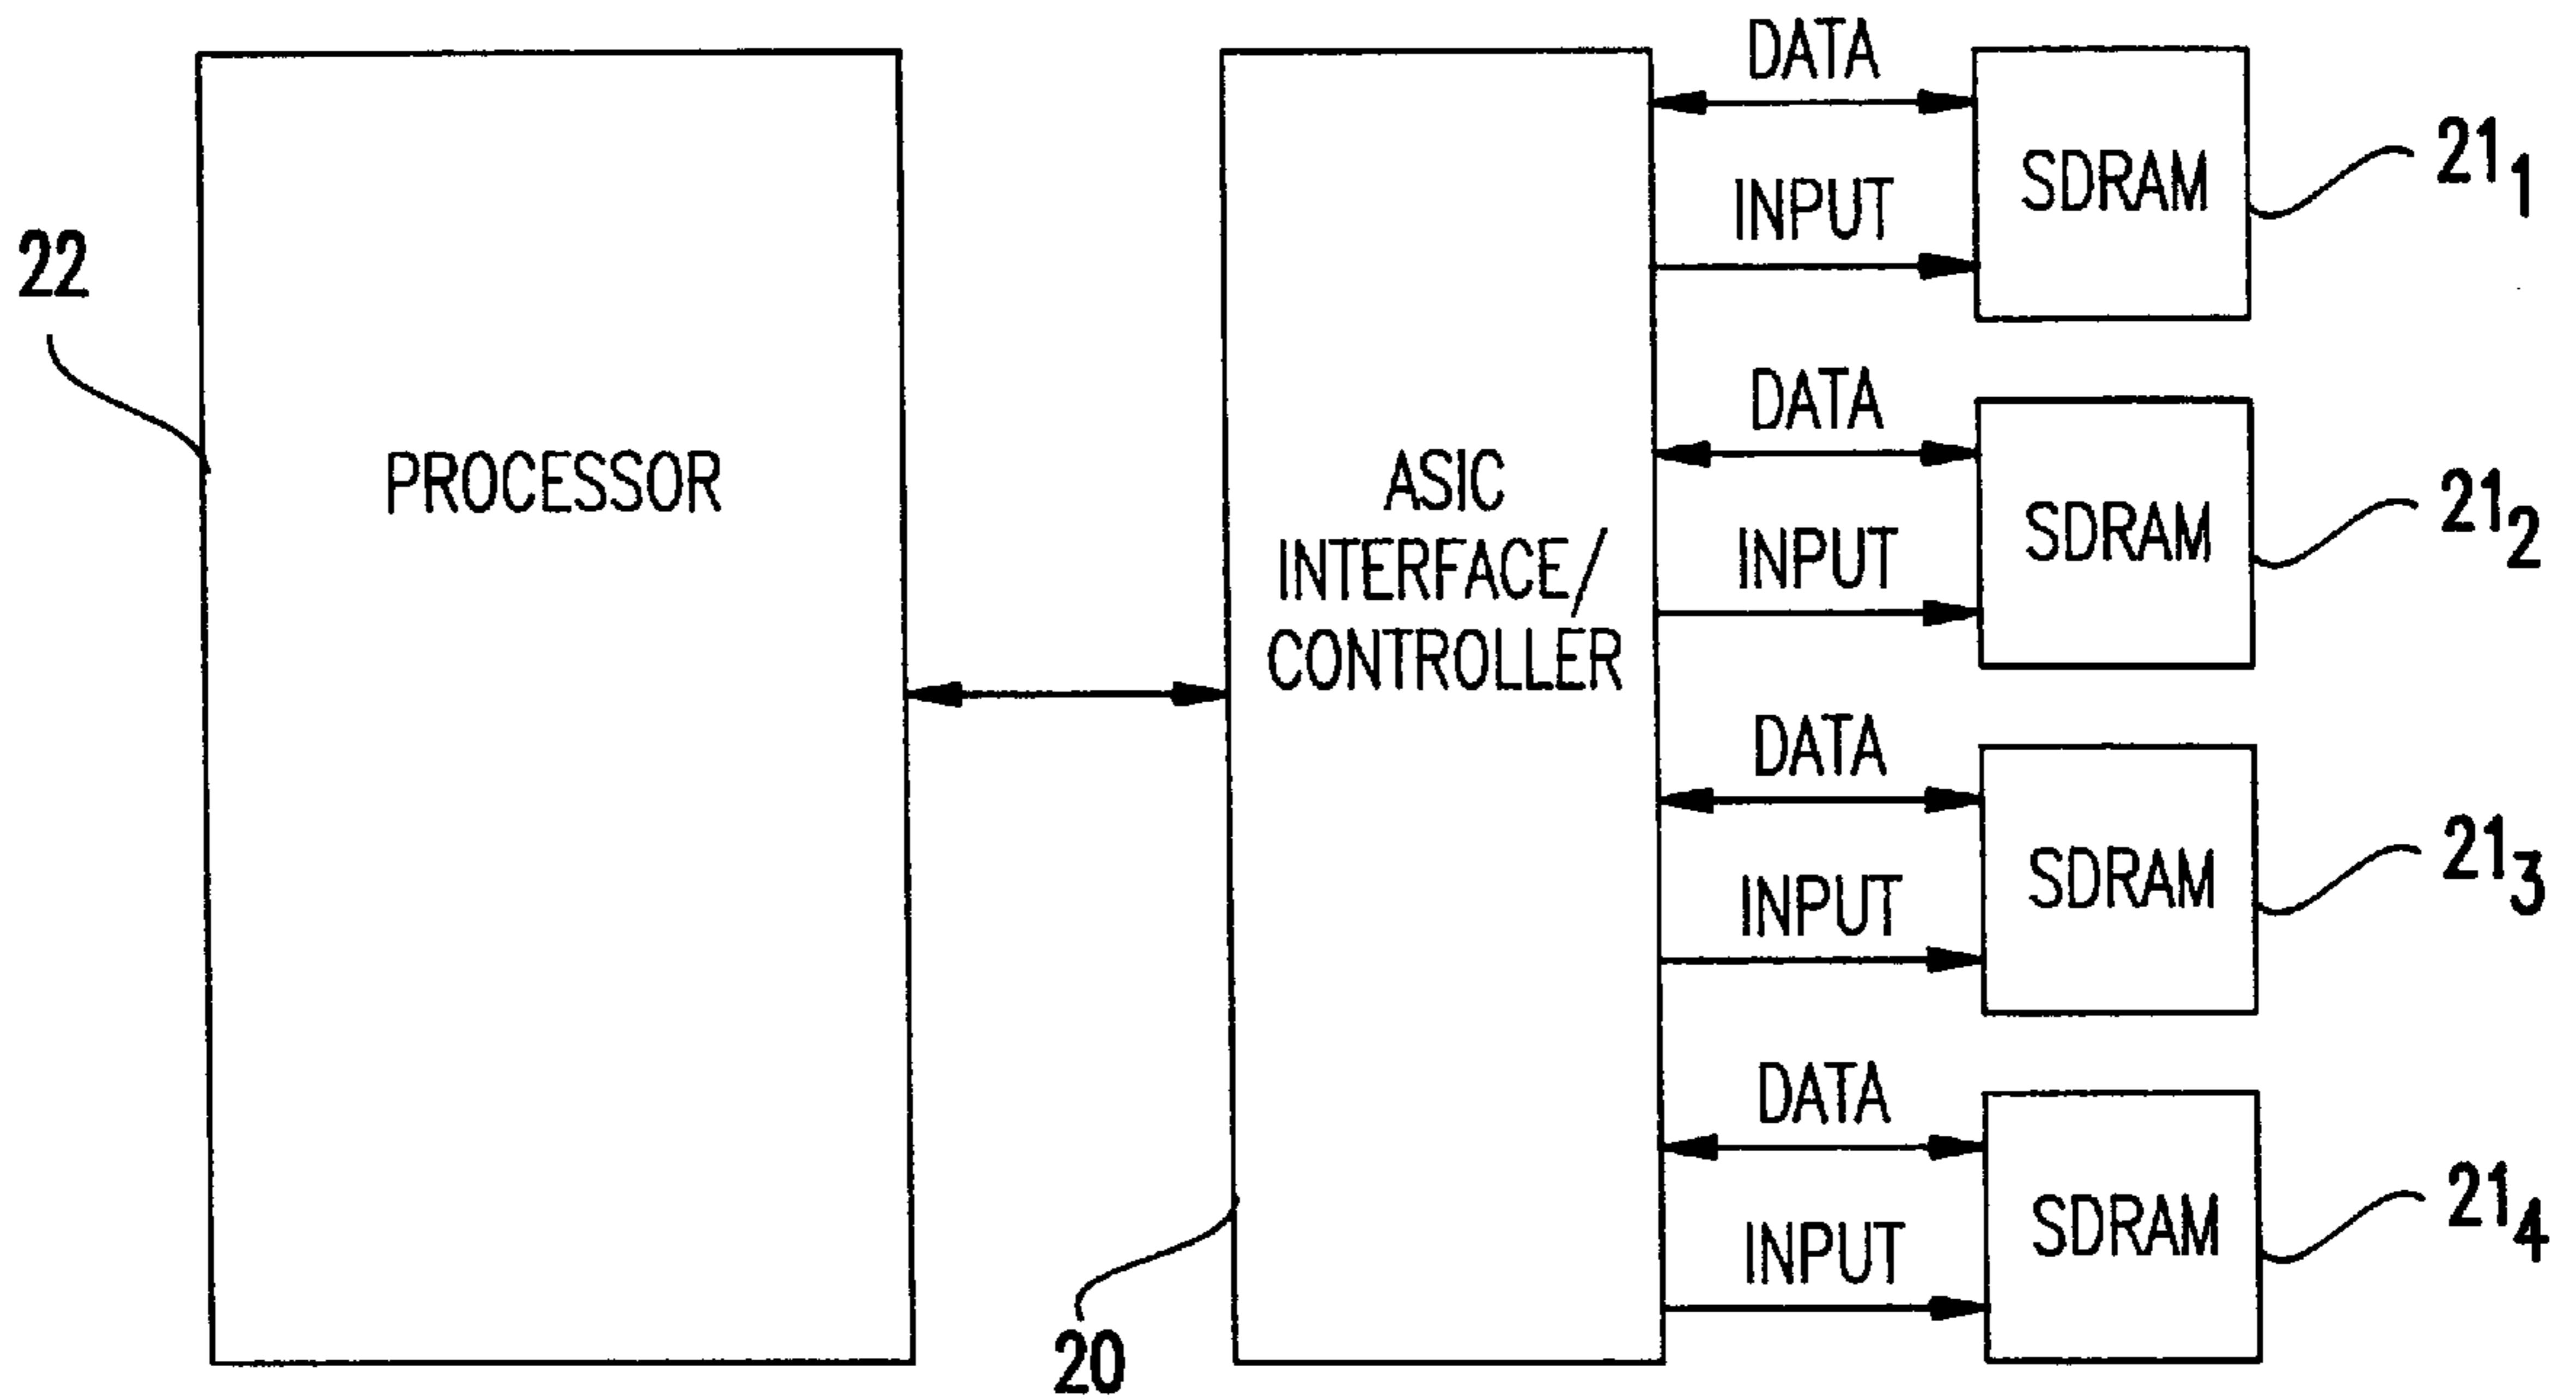 22
PROCESSOR
20
ASIC
INTERFACE/
CONTROLLER
DATA
INPUT
SDRAM
21₁
DATA
INPUT
SDRAM
21₂
DATA
INPUT
SDRAM
21₃
DATA
INPUT
SDRAM
21₄